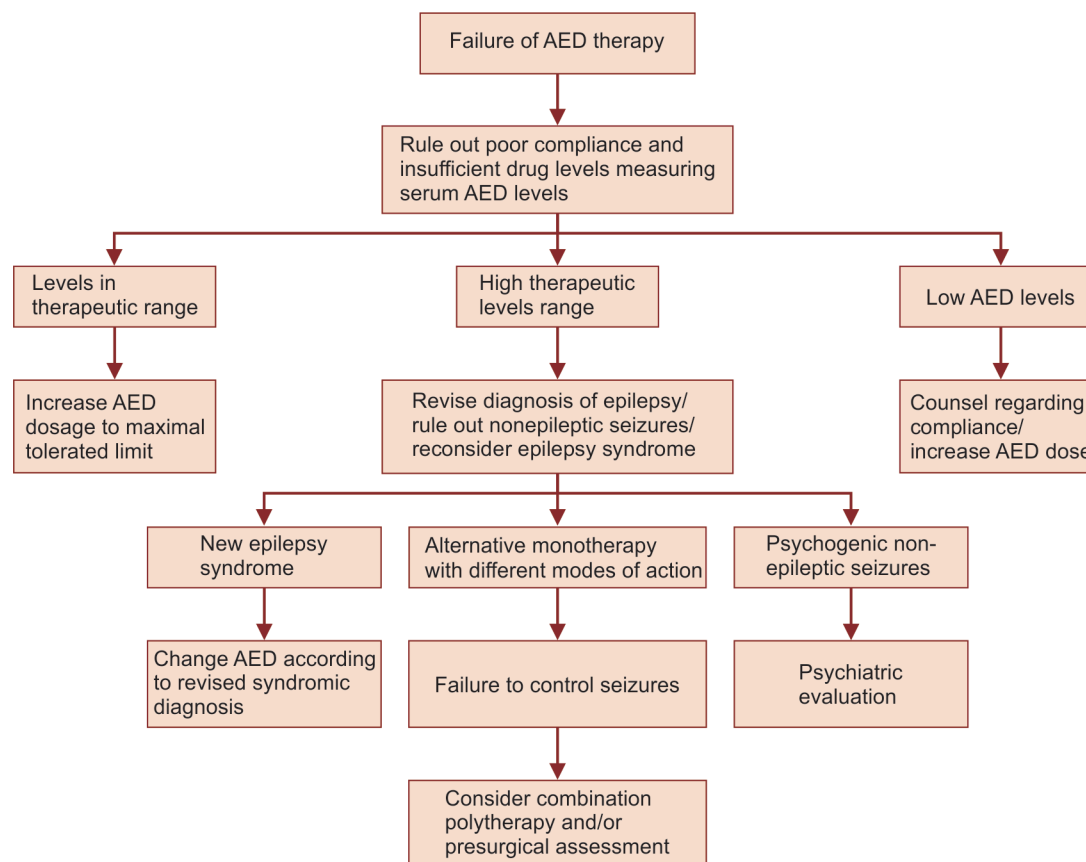 Failure of AED therapy
Rule out poor compliance and
insufficient drug levels measuring
serum AED levels
Levels in
therapeutic range
High therapeutic
levels range
Low AED levels
Increase AED
dosage to maximal
tolerated limit
Revise diagnosis of epilepsy/
rule out nonepileptic seizures/
reconsider epilepsy syndrome
Counsel regarding
compliance/
increase AED dose
New epilepsy
syndrome
Alternative monotherapy
with different modes of action
Psychogenic non-
epileptic seizures
Change AED according
to revised syndromic
diagnosis
Failure to control seizures
Psychiatric
evaluation
Consider combination
polytherapy and/or
presurgical assessment